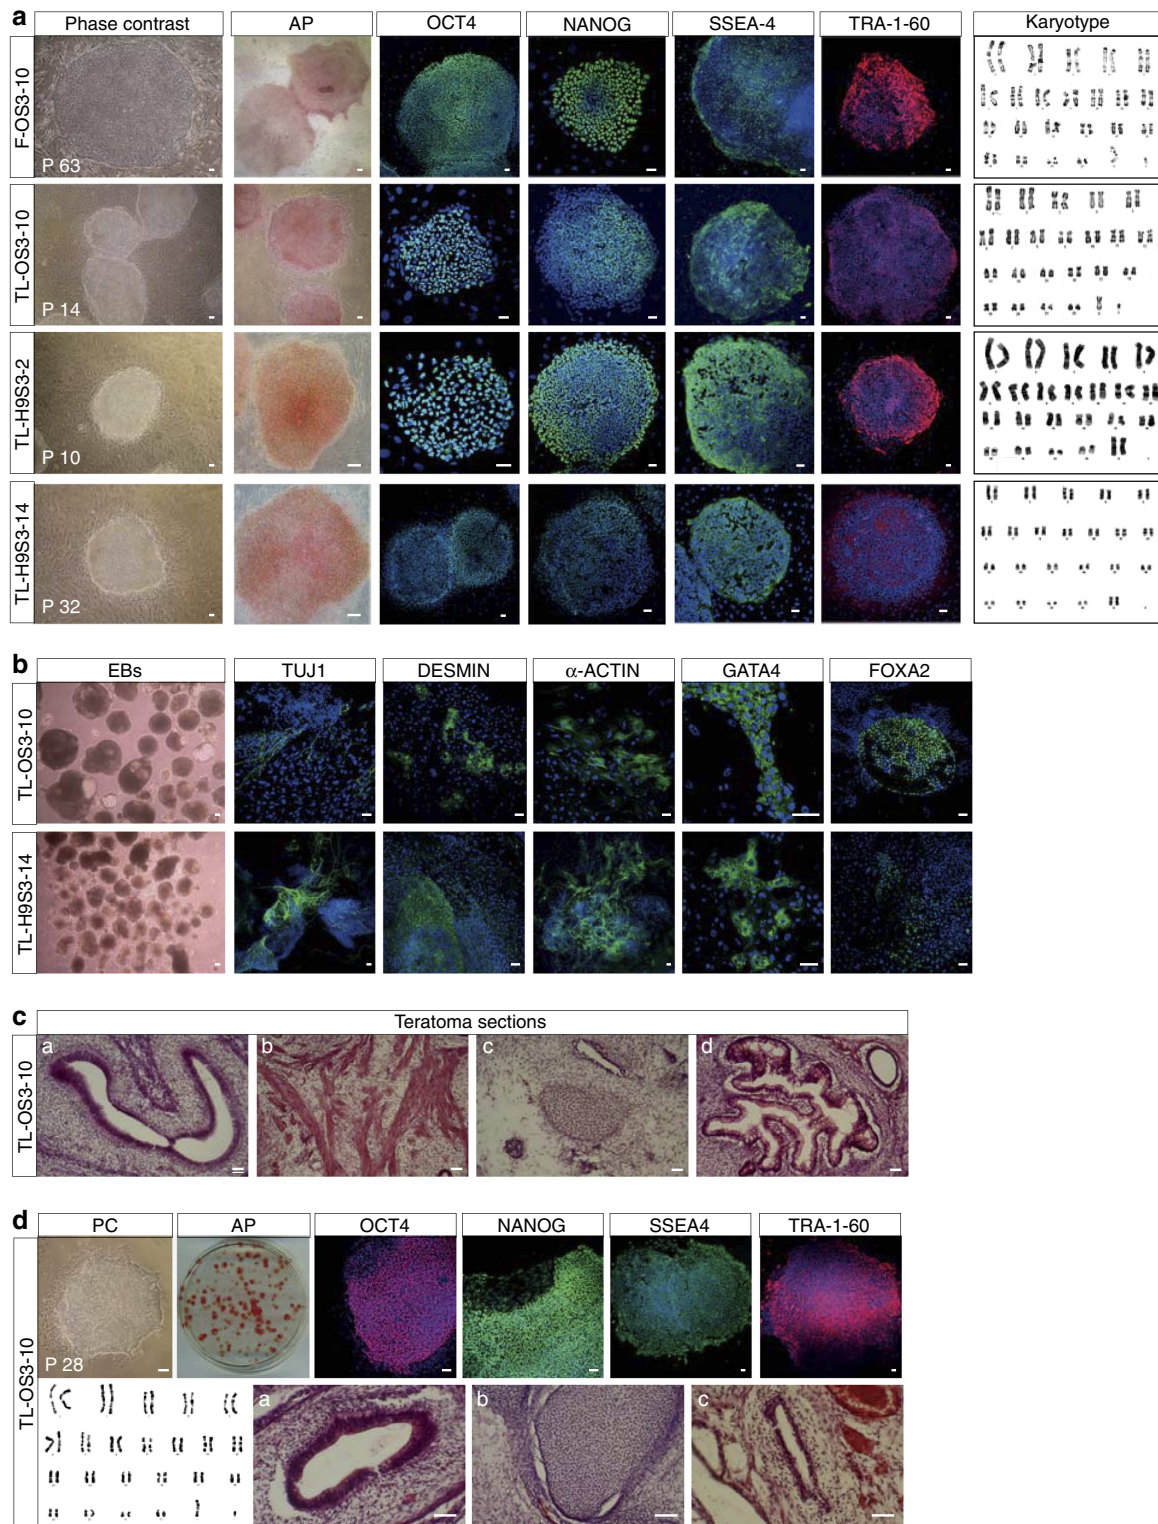 a
Phase contrast AP OCT4 NANOG SSEA-4 TRA-1-60 Karyotype
F-OS3-10
P 63
TL-OS3-10
P 14
TL-H9S3-2
P 10
TL-H9S3-14
P 32
b
EBs TUJ1 DESMIN α-ACTIN GATA4 FOXA2
TL-OS3-10
TL-H9S3-14
c
Teratoma sections
TL-OS3-10
a b c d
d
PC AP OCT4 NANOG SSEA4 TRA-1-60
TL-OS3-10
P 28
a b c